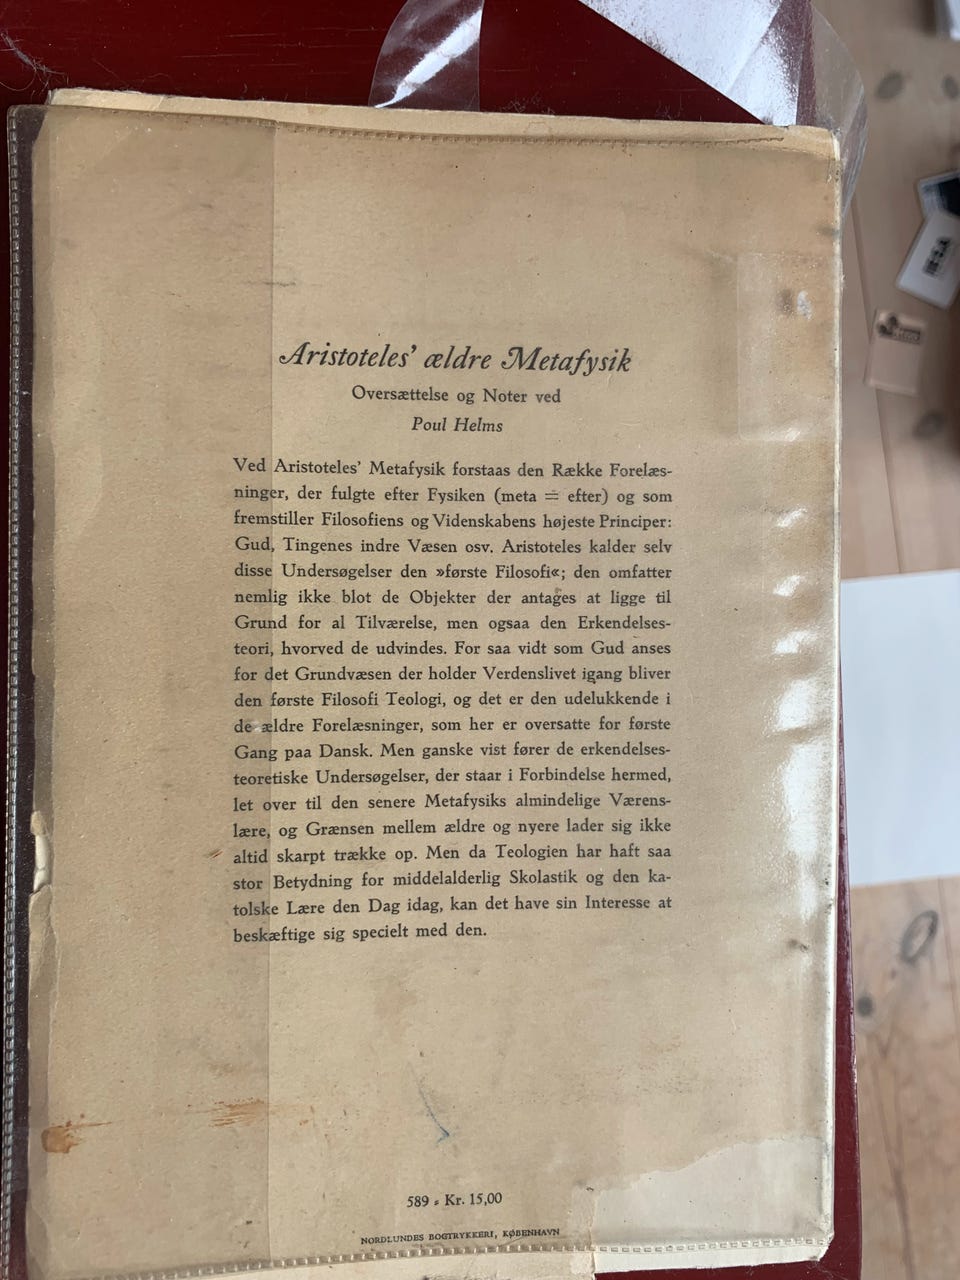 Aristoteles’ ældre Metafysik
Oversættelse og Noter ved
Poul Helms
Ved Aristoteles’ Metafysik forstaas den Række Forelæs-
ninger, der fulgte efter Fysiken (meta = efter) og som
fremstiller Filosofiens og Videnskabens højeste Principer:
Gud, Tingenes indre Væsen osv. Aristoteles kalder selv
disse Undersøgelser den »første Filosofi«; den omfatter
nemlig ikke blot de Objekter der antages at ligge til
Grund for al Tilværelse, men ogsaa den Erkendelses-
teori, hvorved de udvindes. For saa vidt som Gud anses
for det Grundvæsen der holder Verdenslivet igang bliver
den første Filosofi Teologi, og det er den udelukkende i
de ældre Forelæsninger, som her er oversatte for første
Gang paa Dansk. Men ganske vist fører de erkendelses-
teoretiske Undersøgelser, der staar i Forbindelse hermed,
let over til den senere Metafysiks almindelige Værens-
lære, og Grænsen mellem ældre og nyere lader sig ikke
altid skarpt trække op. Men da Teologien har haft saa
stor Betydning for middelalderlig Skolastik og den ka-
tolske Lære den Dag idag, kan det have sin Interesse at
beskæftige sig specielt med den.
589 - Kr. 15,00
NORDLUNDES BOGTRYKKERI, KØBENHAVN